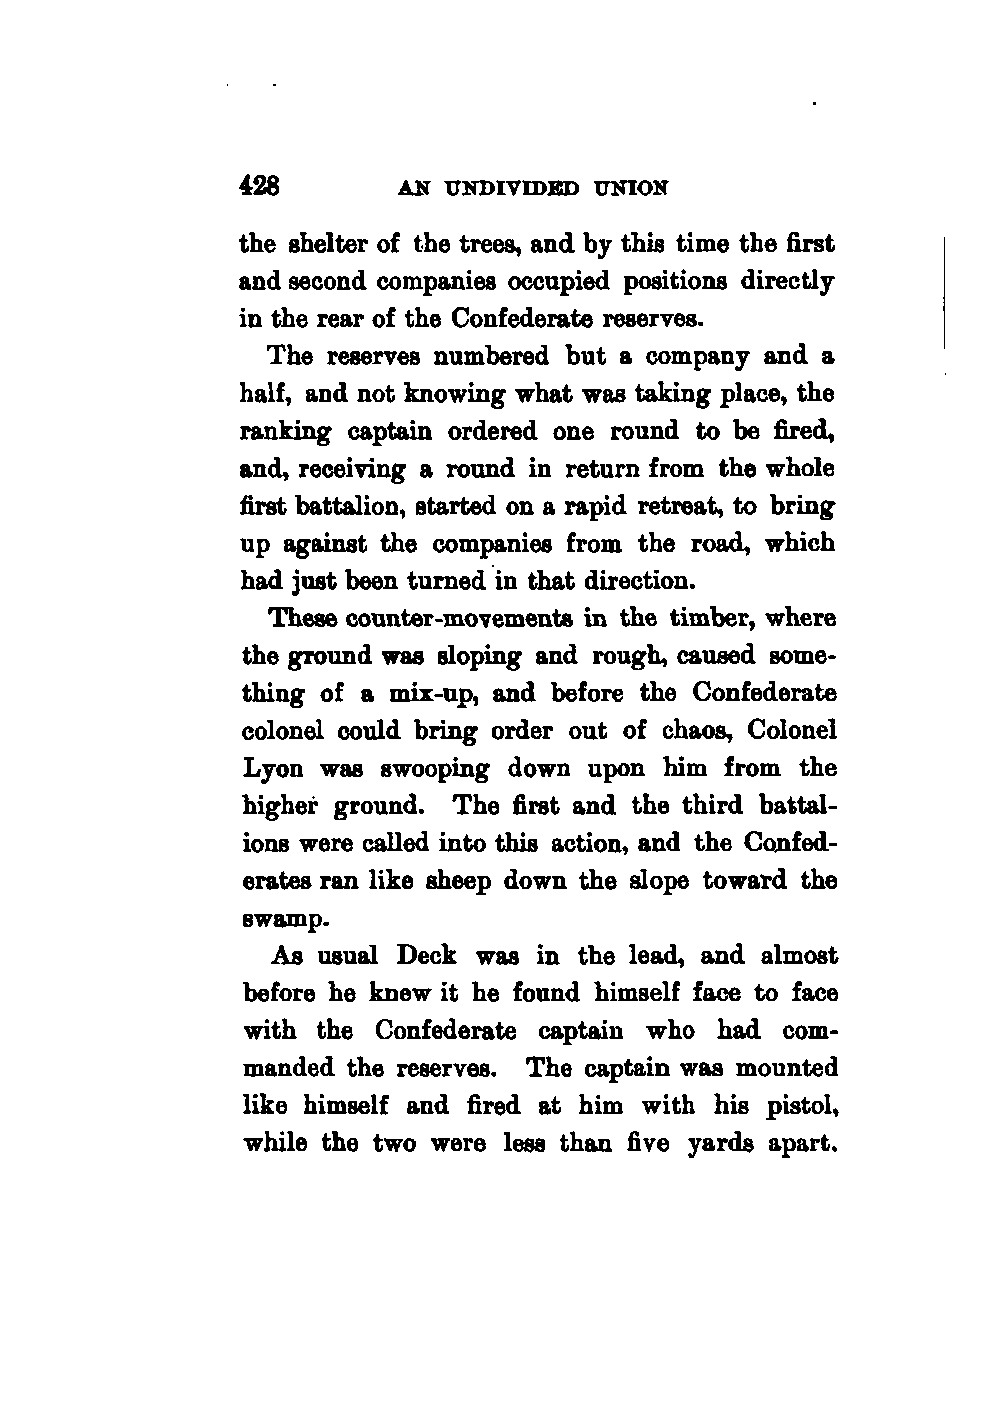 428 AN UNDIVIDED UNION
the shelter of the trees, and by this time the first
and second companies occupied positions directly
in the rear of the Confederate reserves.
The reserves numbered but a company and a
half, and not knowing what was taking place, the
ranking captain ordered one round to be fired,
and, receiving a round in return from the whole
first battalion, started on a rapid retreat, to bring
up against the companies from the road, which
had just been turned in that direction.
These counter-movements in the timber, where
the ground was sloping and rough, caused some-
thing of a mix-up, and before the Confederate
colonel could bring order out of chaos, Colonel
Lyon was swooping down upon him from the
higher ground. The first and the third battal-
ions were called into this action, and the Confed-
erates ran like sheep down the slope toward the
swamp.
As usual Deck was in the lead, and almost
before he knew it he found himself face to face
with the Confederate captain who had com-
manded the reserves. The captain was mounted
like himself and fired at him with his pistol,
while the two were less than five yards apart.